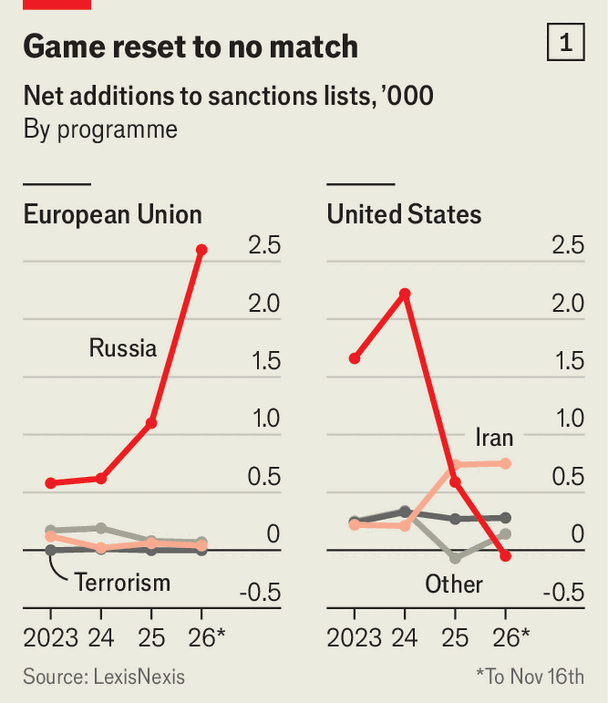 Game reset to no match
1
Net additions to sanctions lists, ’000
By programme
European Union
2.5
2.0
Russia
1.5
1.0
0.5
0
Terrorism
-0.5
2023 24 25 26*
United States
2.5
2.0
1.5
1.0
Iran
0.5
0
Other
-0.5
2023 24 25 26*
Source: LexisNexis
*To Nov 16th